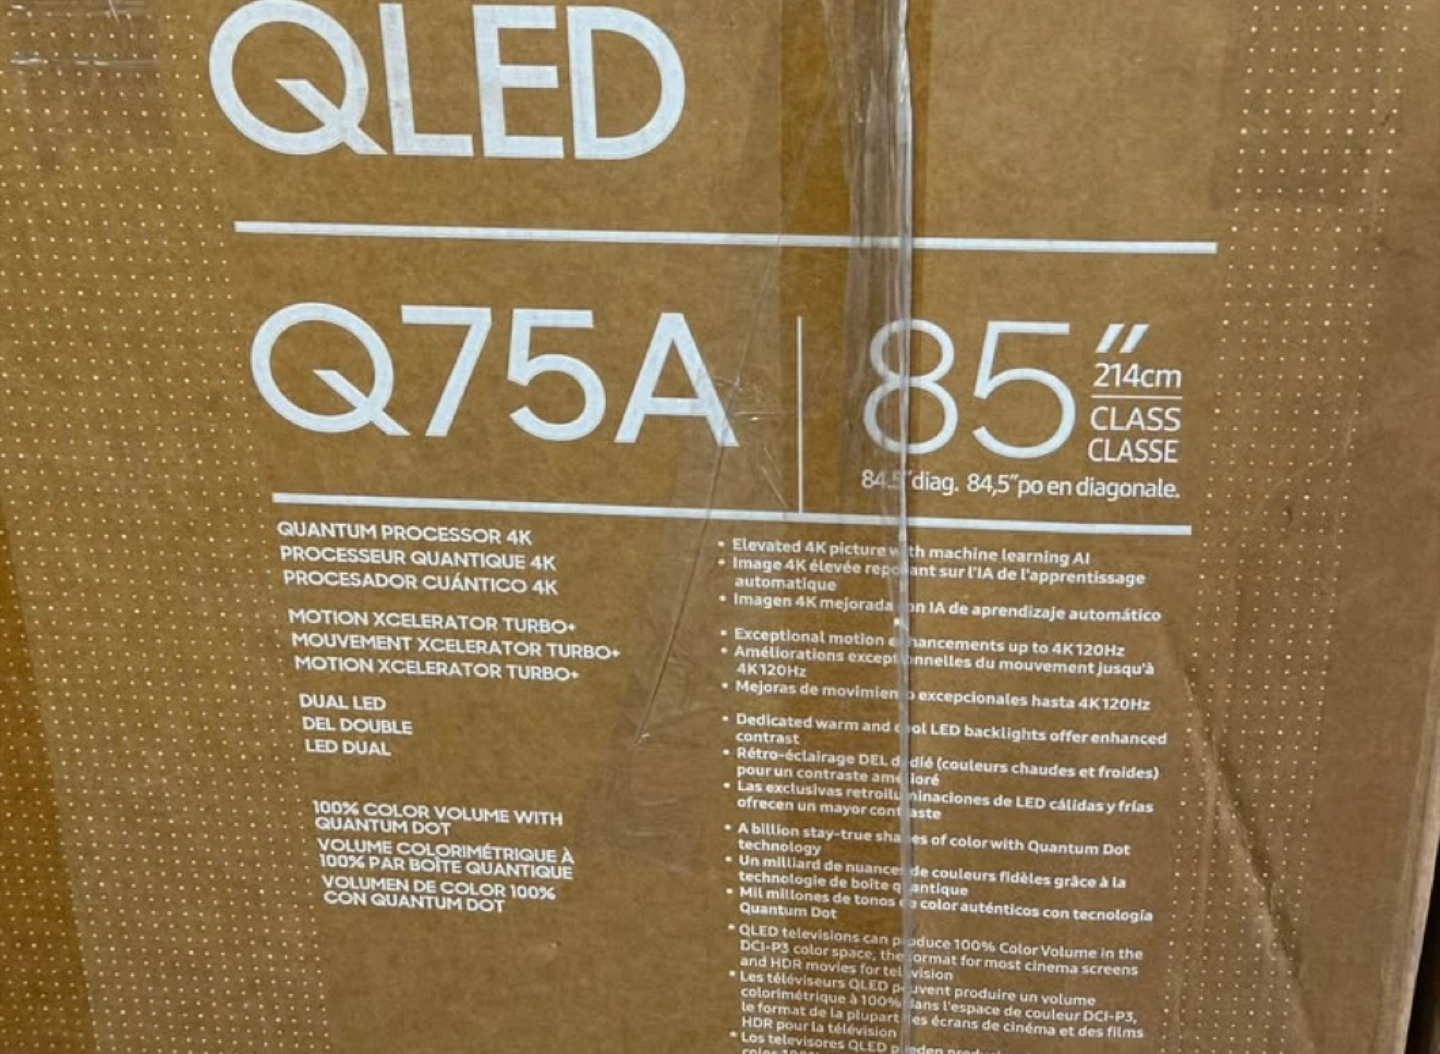 QLED
Q75A
85"
214cm
CLASS
CLASSE
84.5" diag. 84,5" po en diagonale.
QUANTUM PROCESSOR 4K
PROCESSEUR QUANTIQUE 4K
PROCESADOR CUÁNTICO 4K
• Elevated 4K picture with machine learning AI
• Image 4K élevée reposant sur l'IA de l'apprentissage
automatique
• Imagen 4K mejorada con IA de aprendizaje automático
MOTION XCELERATOR TURBO+
MOUVEMENT XCELERATOR TURBO+
MOTION XCELERATOR TURBO+
• Exceptional motion enhancements up to 4K120Hz
• Améliorations exceptionnelles du mouvement jusqu'à
4K120Hz
• Mejoras de movimiento excepcionales hasta 4K120Hz
DUAL LED
DEL DOUBLE
LED DUAL
• Dedicated warm and cool LED backlights offer enhanced
contrast
• Rétro-éclairage DEL dédié (couleurs chaudes et froides)
pour un contraste amélioré
• Las exclusivas retroiluminaciones de LED cálidas y frías
ofrecen un mayor contraste
100% COLOR VOLUME WITH
QUANTUM DOT
VOLUME COLORIMÉTRIQUE À
100% PAR BOÎTE QUANTIQUE
VOLUMEN DE COLOR 100%
CON QUANTUM DOT
• A billion stay-true shades of color with Quantum Dot
technology
• Un milliard de nuances de couleurs fidèles grâce à la
technologie de boîte quantique
• Mil millones de tonos de color auténticos con tecnología
Quantum Dot
• QLED televisions can produce 100% Color Volume in the
DCI-P3 color space, the format for most cinema screens
and HDR movies for television
• Les téléviseurs QLED peuvent produire un volume
colorimétrique à 100% dans l'espace de couleur DCI-P3,
le format de la plupart des écrans de cinéma et des films
HDR pour la télévision
• Los televisores QLED pueden